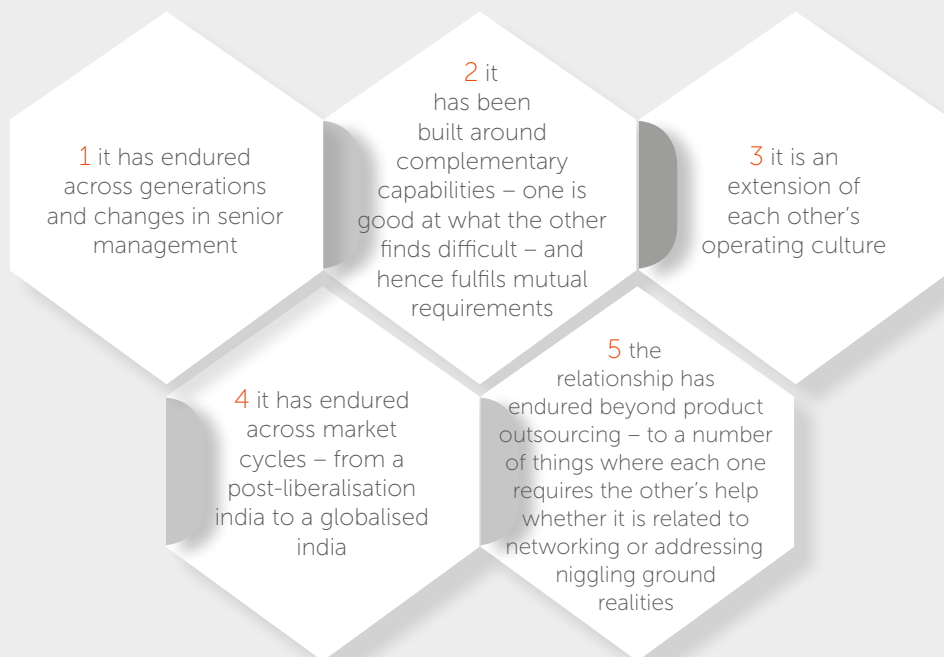 1 it has endured
across generations
and changes in senior
management
2 it
has been
built around
complementary
capabilities – one is
good at what the other
finds difficult – and
hence fulfils mutual
requirements
3 it is an
extension of
each other’s
operating culture
4 it has endured
across market
cycles – from a
post-liberalisation
india to a globalised
india
5 the
relationship has
endured beyond product
outsourcing – to a number
of things where each one
requires the other’s help
whether it is related to
networking or addressing
niggling ground
realities